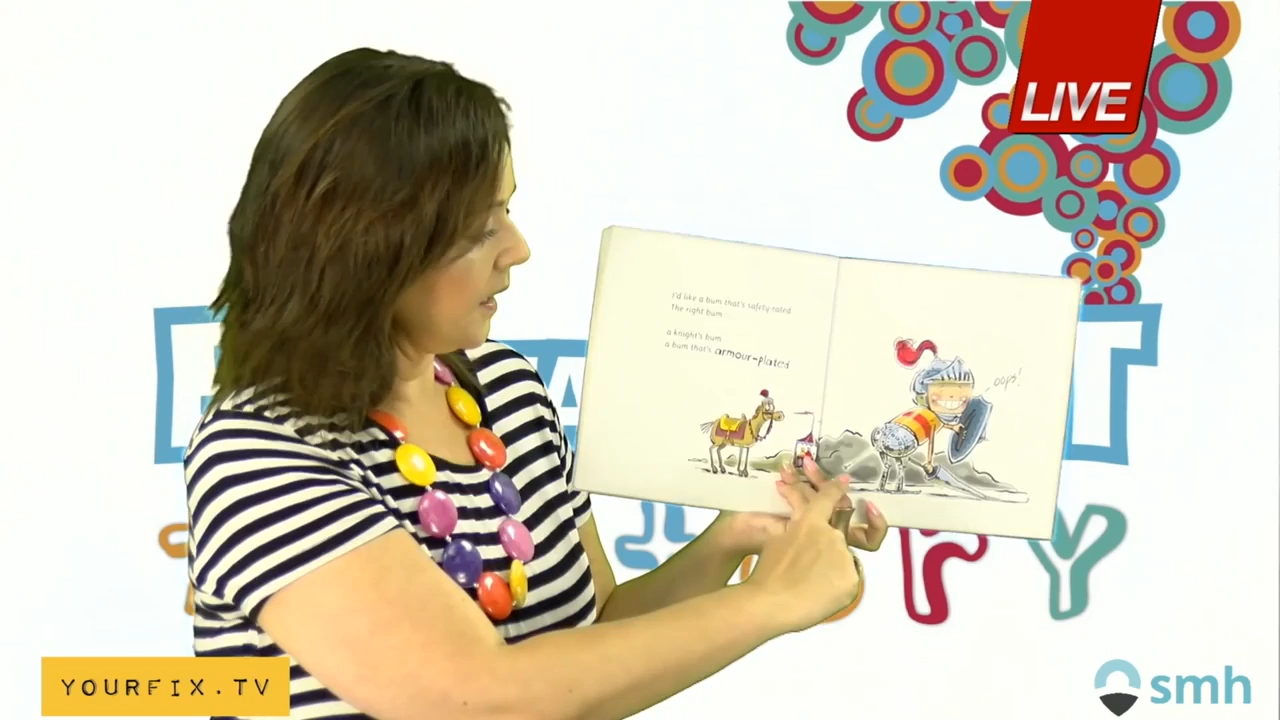 LIVE
I'd like a bum that's safety-rated
The right bum...
a knight's bum
a bum that's armour-plated
oops!
YOURFIX.TV
smh